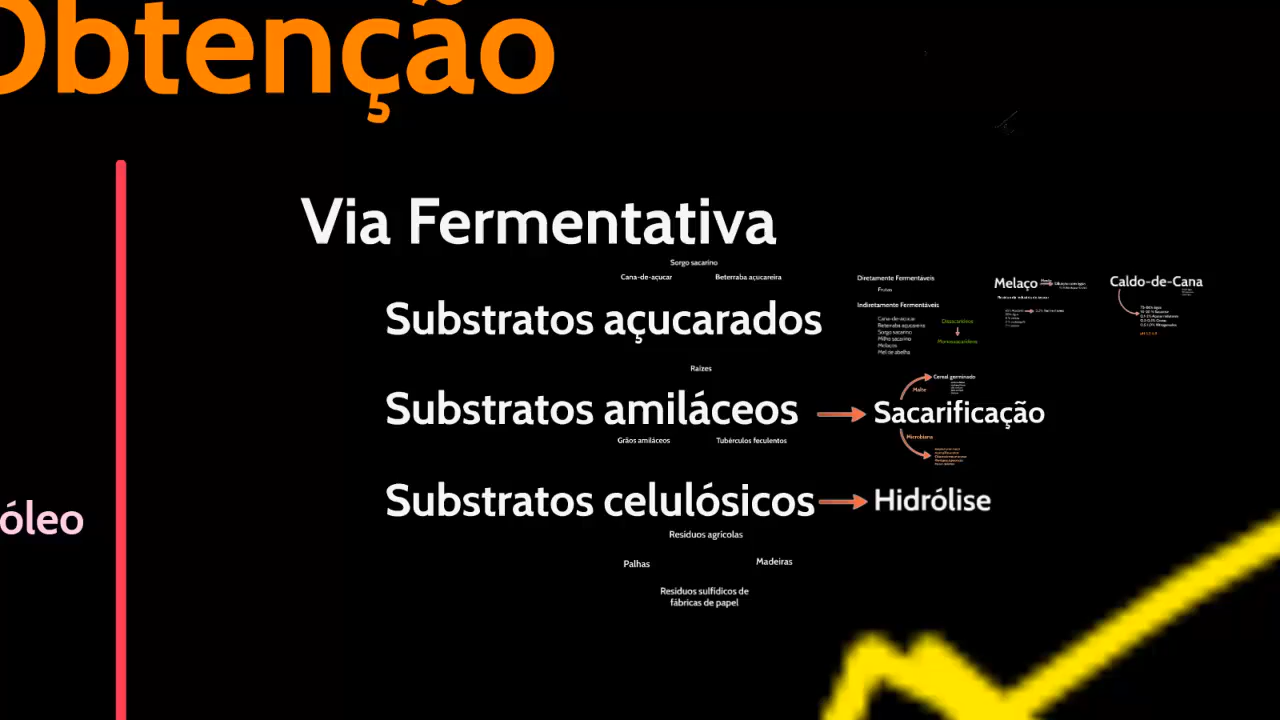 Obtenção
Via Fermentativa
Sorgo sacarino
Cana-de-açucar
Beterraba açucareira
Substratos açucarados
Diretamente Fermentáveis
Frutas
Indiretamente Fermentáveis
Cana-de-açucar
Beterraba açucareira
Sorgo sacarino
Milho sacarino
Melaços
Mel de abelha
Dissacarídeos
Monossacarídeos
Melaço
Caldo-de-Cana
Raízes
Substratos amiláceos
Grãos amiláceos
Tubérculos feculentos
Sacarificação
Malte
Cereal germinado
Microbiana
Substratos celulósicos
Hidrólise
Resíduos agrícolas
Palhas
Madeiras
Resíduos sulfídicos de
fábricas de papel
óleo